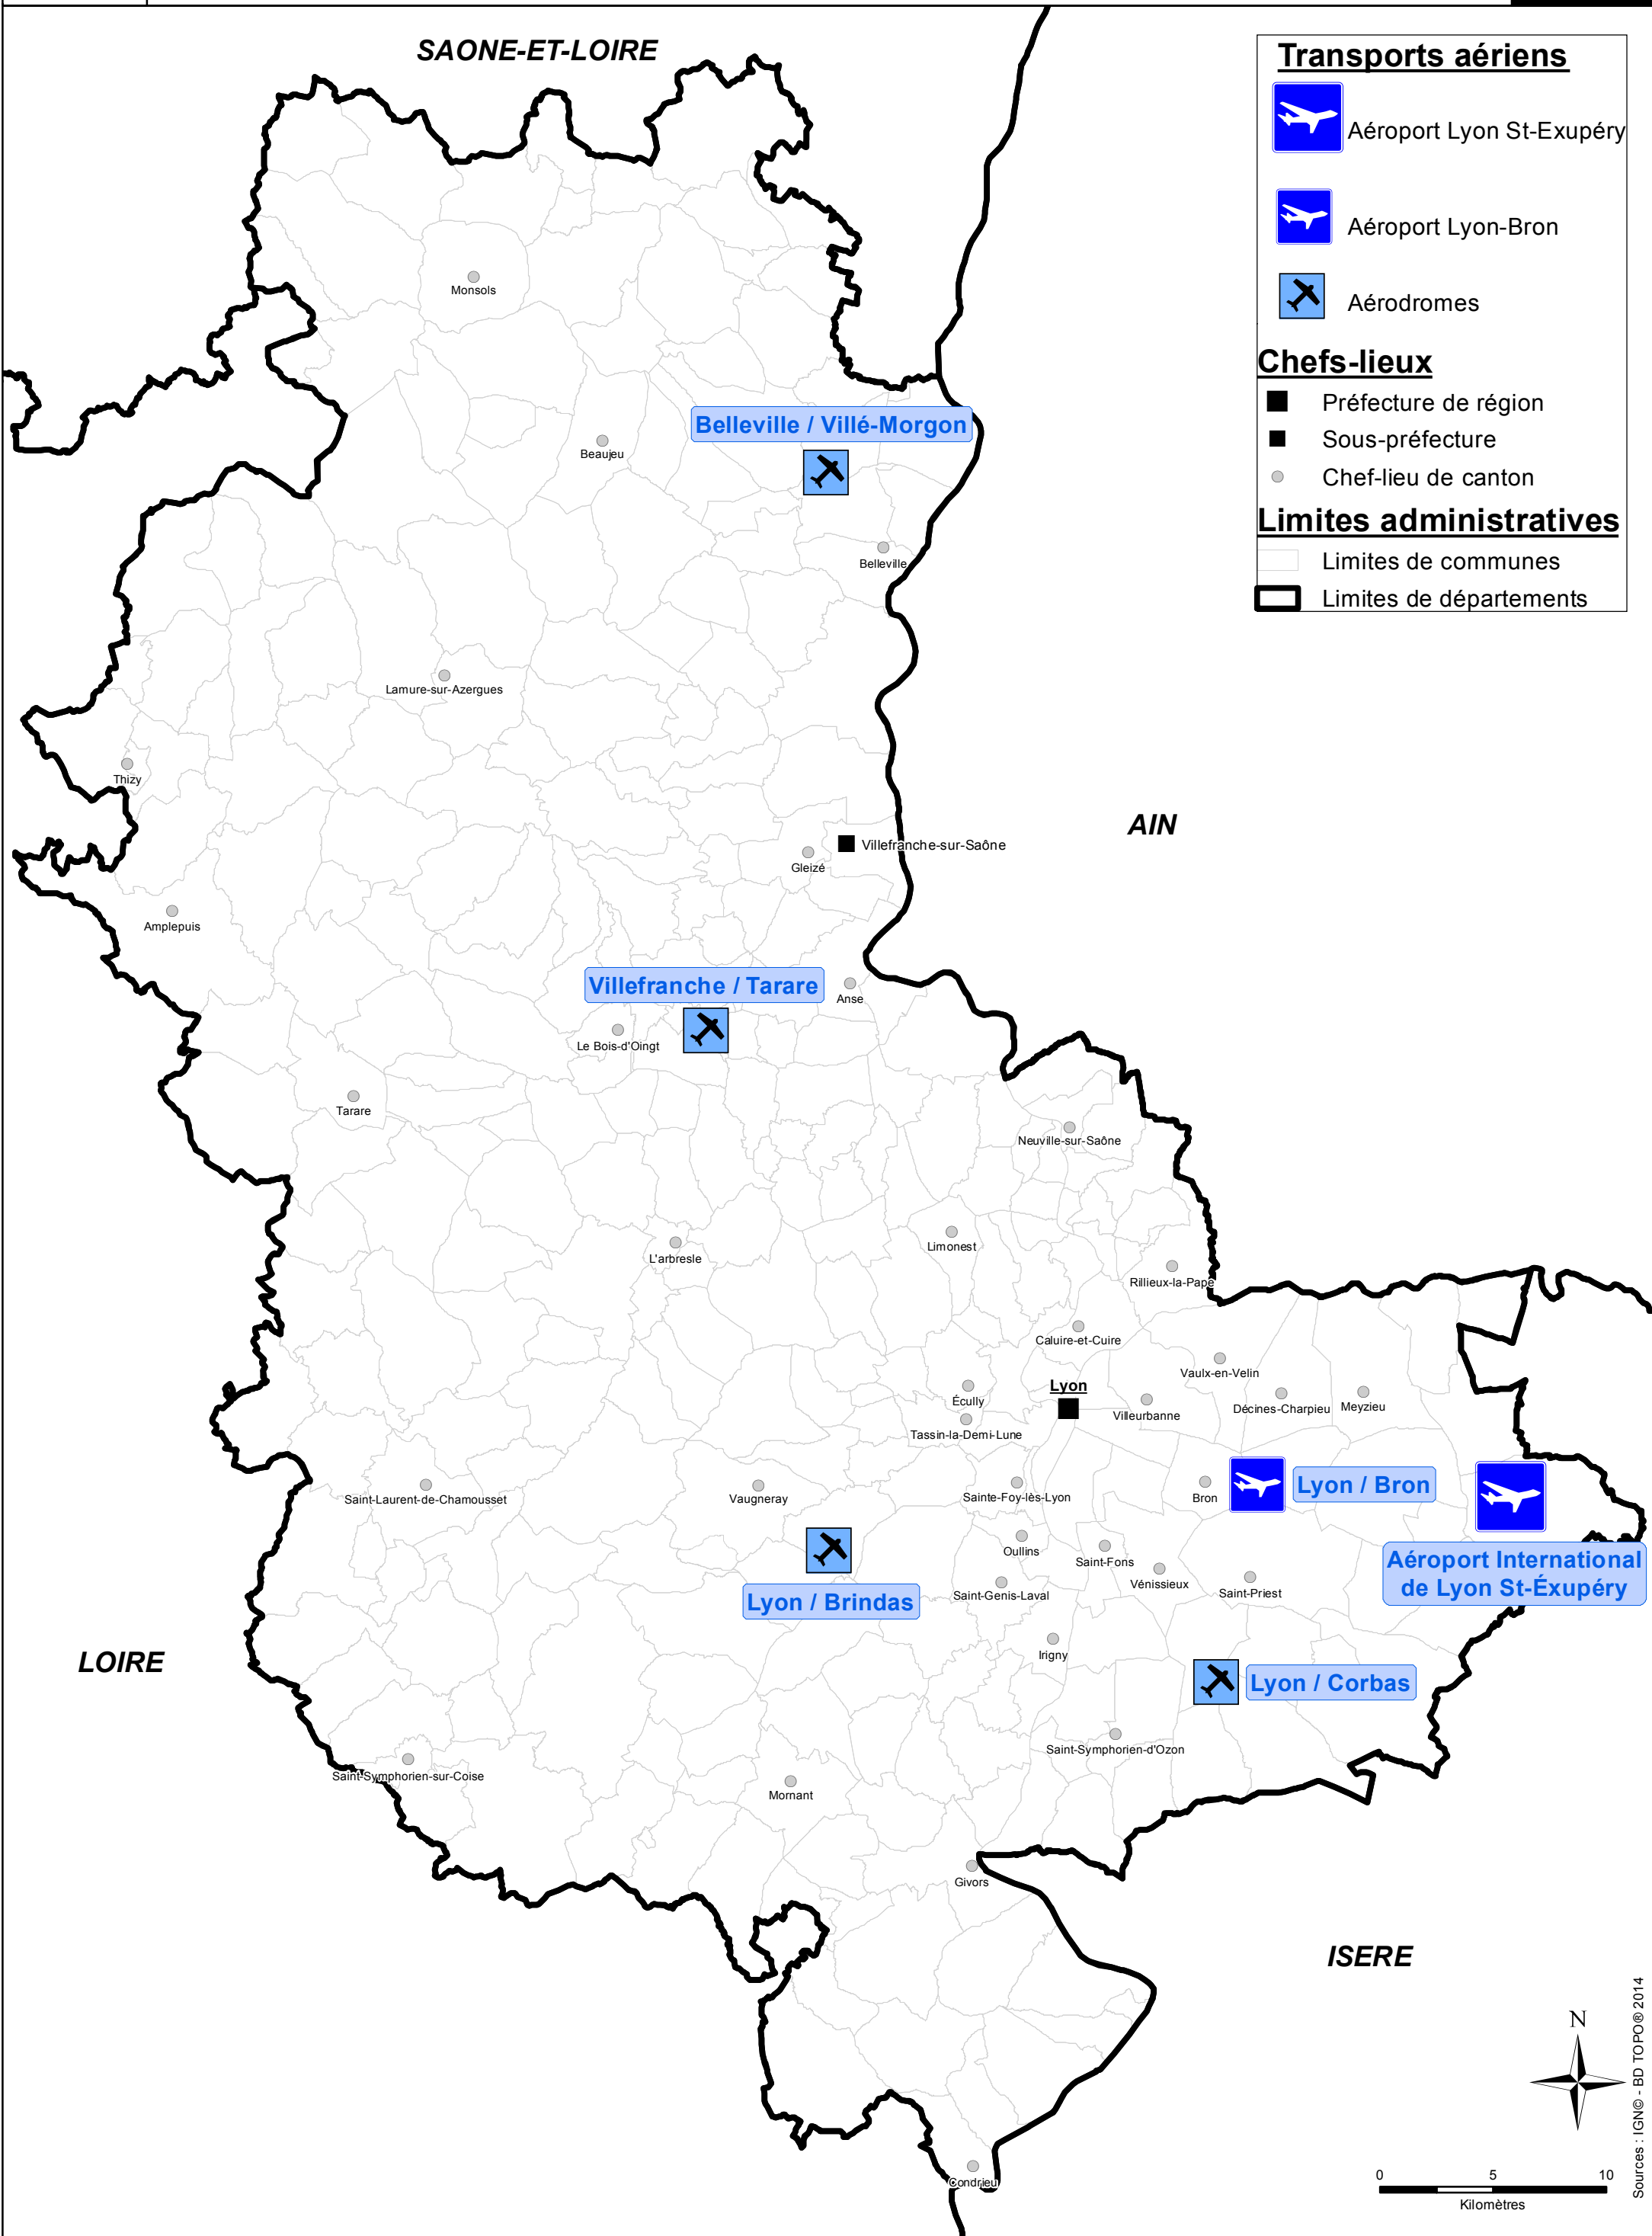 SAONE-ET-LOIRE
Transports aériens
Aéroport Lyon St-Exupéry
Aéroport Lyon-Bron
Aérodromes
Chefs-lieux
Préfecture de région
Sous-préfecture
Chef-lieu de canton
Limites administratives
Limites de communes
Limites de départements
Monsols
Belleville / Villé-Morgon
Beaujeu
Belleville
Lamure-sur-Azergues
Thizy
AIN
Villefranche-sur-Saône
Gleizé
Amplepuis
Villefranche / Tarare
Anse
Le Bois-d'Oingt
Tarare
Neuville-sur-Saône
Limonest
L'arbresle
Rillieux-la-Pape
Caluire-et-Cuire
Vaulx-en-Velin
Lyon
Écully
Villeurbanne
Décines-Charpieu
Meyzieu
Tassin-la-Demi-Lune
Saint-Laurent-de-Chamousset
Vaugneray
Sainte-Foy-lès-Lyon
Bron
Lyon / Bron
Oullins
Saint-Fons
Aéroport International
de Lyon St-Éxupéry
Vénissieux
Saint-Priest
Saint-Genis-Laval
Lyon / Brindas
Irigny
LOIRE
Lyon / Corbas
Saint-Symphorien-d'Ozon
Saint-Symphorien-sur-Coise
Mornant
Givors
ISERE
N
Condrieu
0 5 10
Kilomètres
Sources : IGN© - BD TOPO® 2014